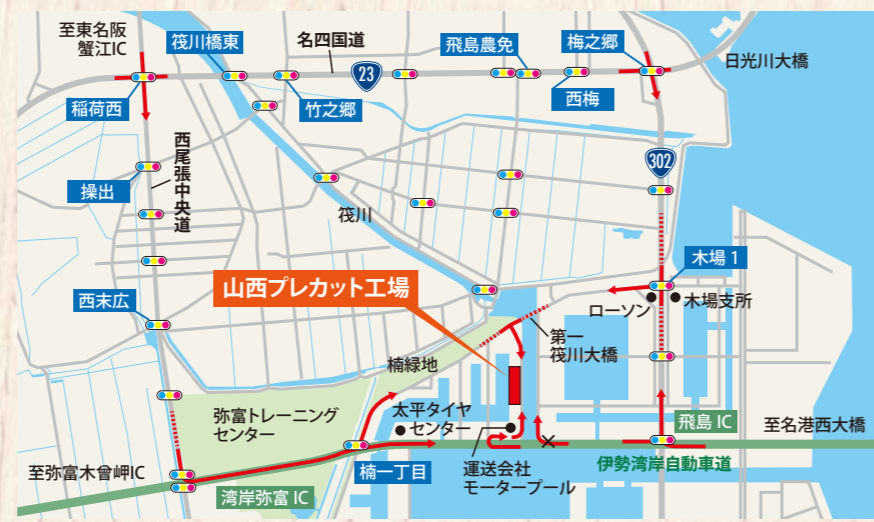 至東名阪
蟹江IC
筏川橋東
名四国道
23
飛島農免
梅之郷
日光川大橋
稲荷西
竹之郷
西梅
西尾張中央道
操出
302
筏川
西末広
山西プレカット工場
木場1
ローソン
木場支所
第一
筏川大橋
楠緑地
弥富トレーニング
センター
太平タイヤ
センター
飛島IC
至名港西大橋
至弥富木曾岬IC
楠一丁目
運送会社
モータープール
伊勢湾岸自動車道
湾岸弥富IC